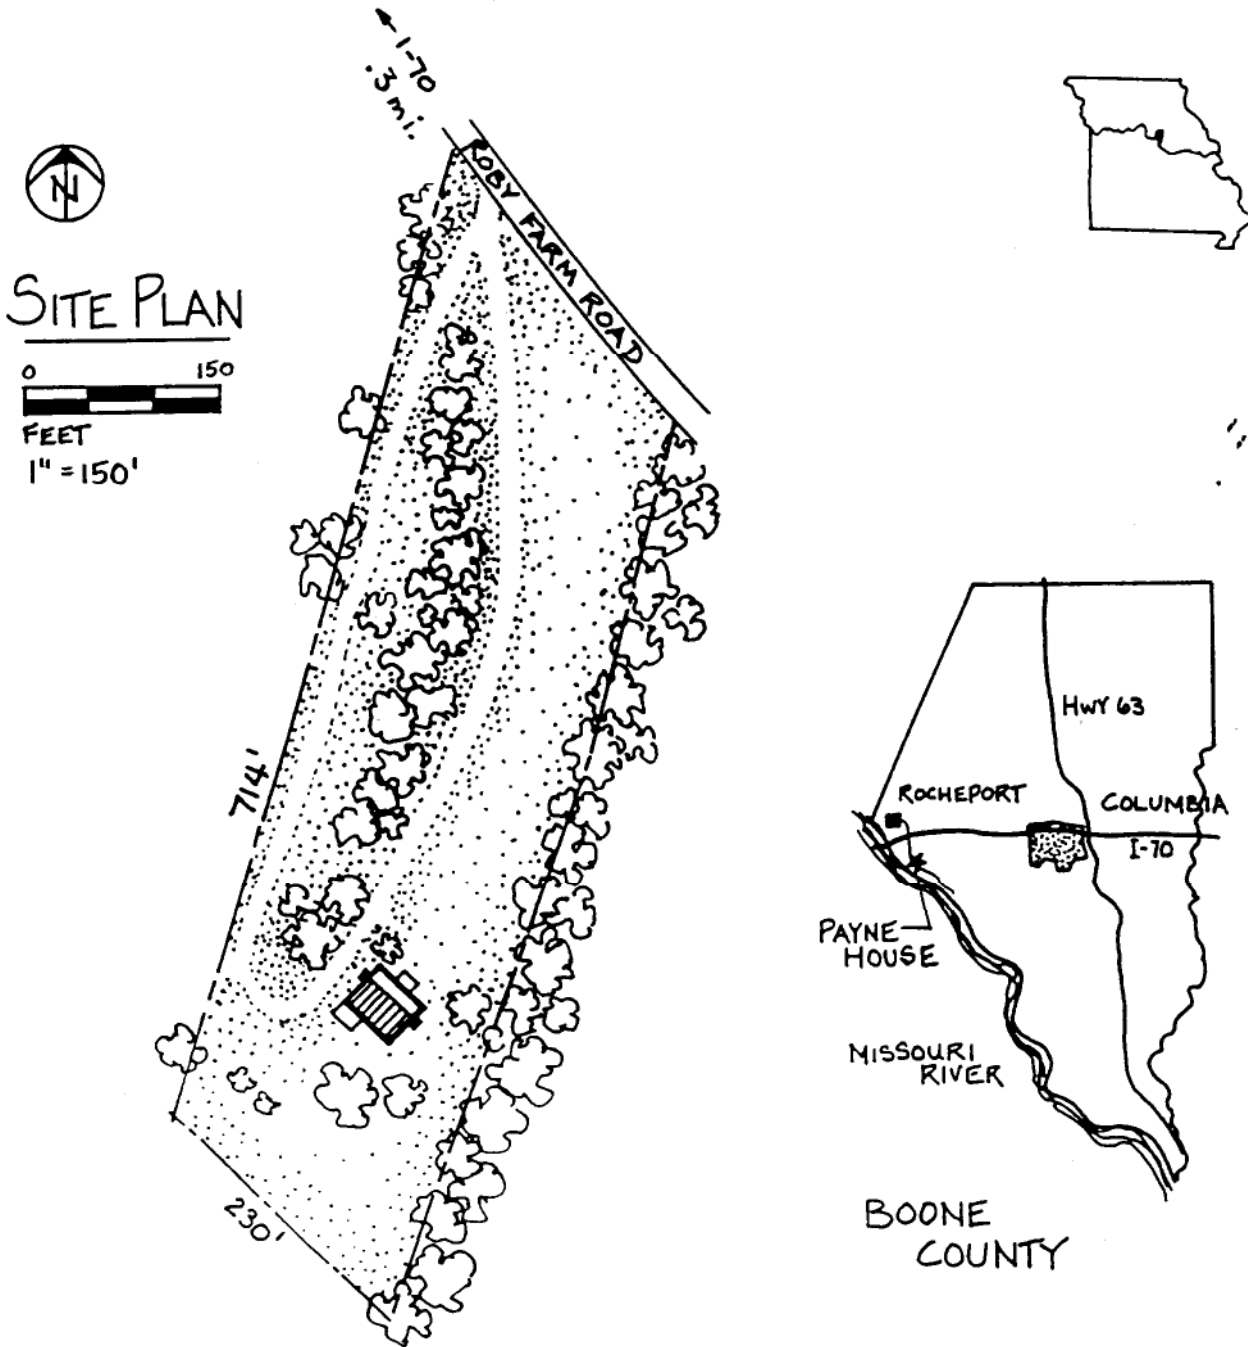 I-70
.3 mi.
N
ROBY FARM ROAD
SITE PLAN
0 150
FEET
1" = 150'
714'
230'
HWY 63
ROCHEPORT
COLUMBIA
I-70
PAYNE
HOUSE
MISSOURI
RIVER
BOONE
COUNTY